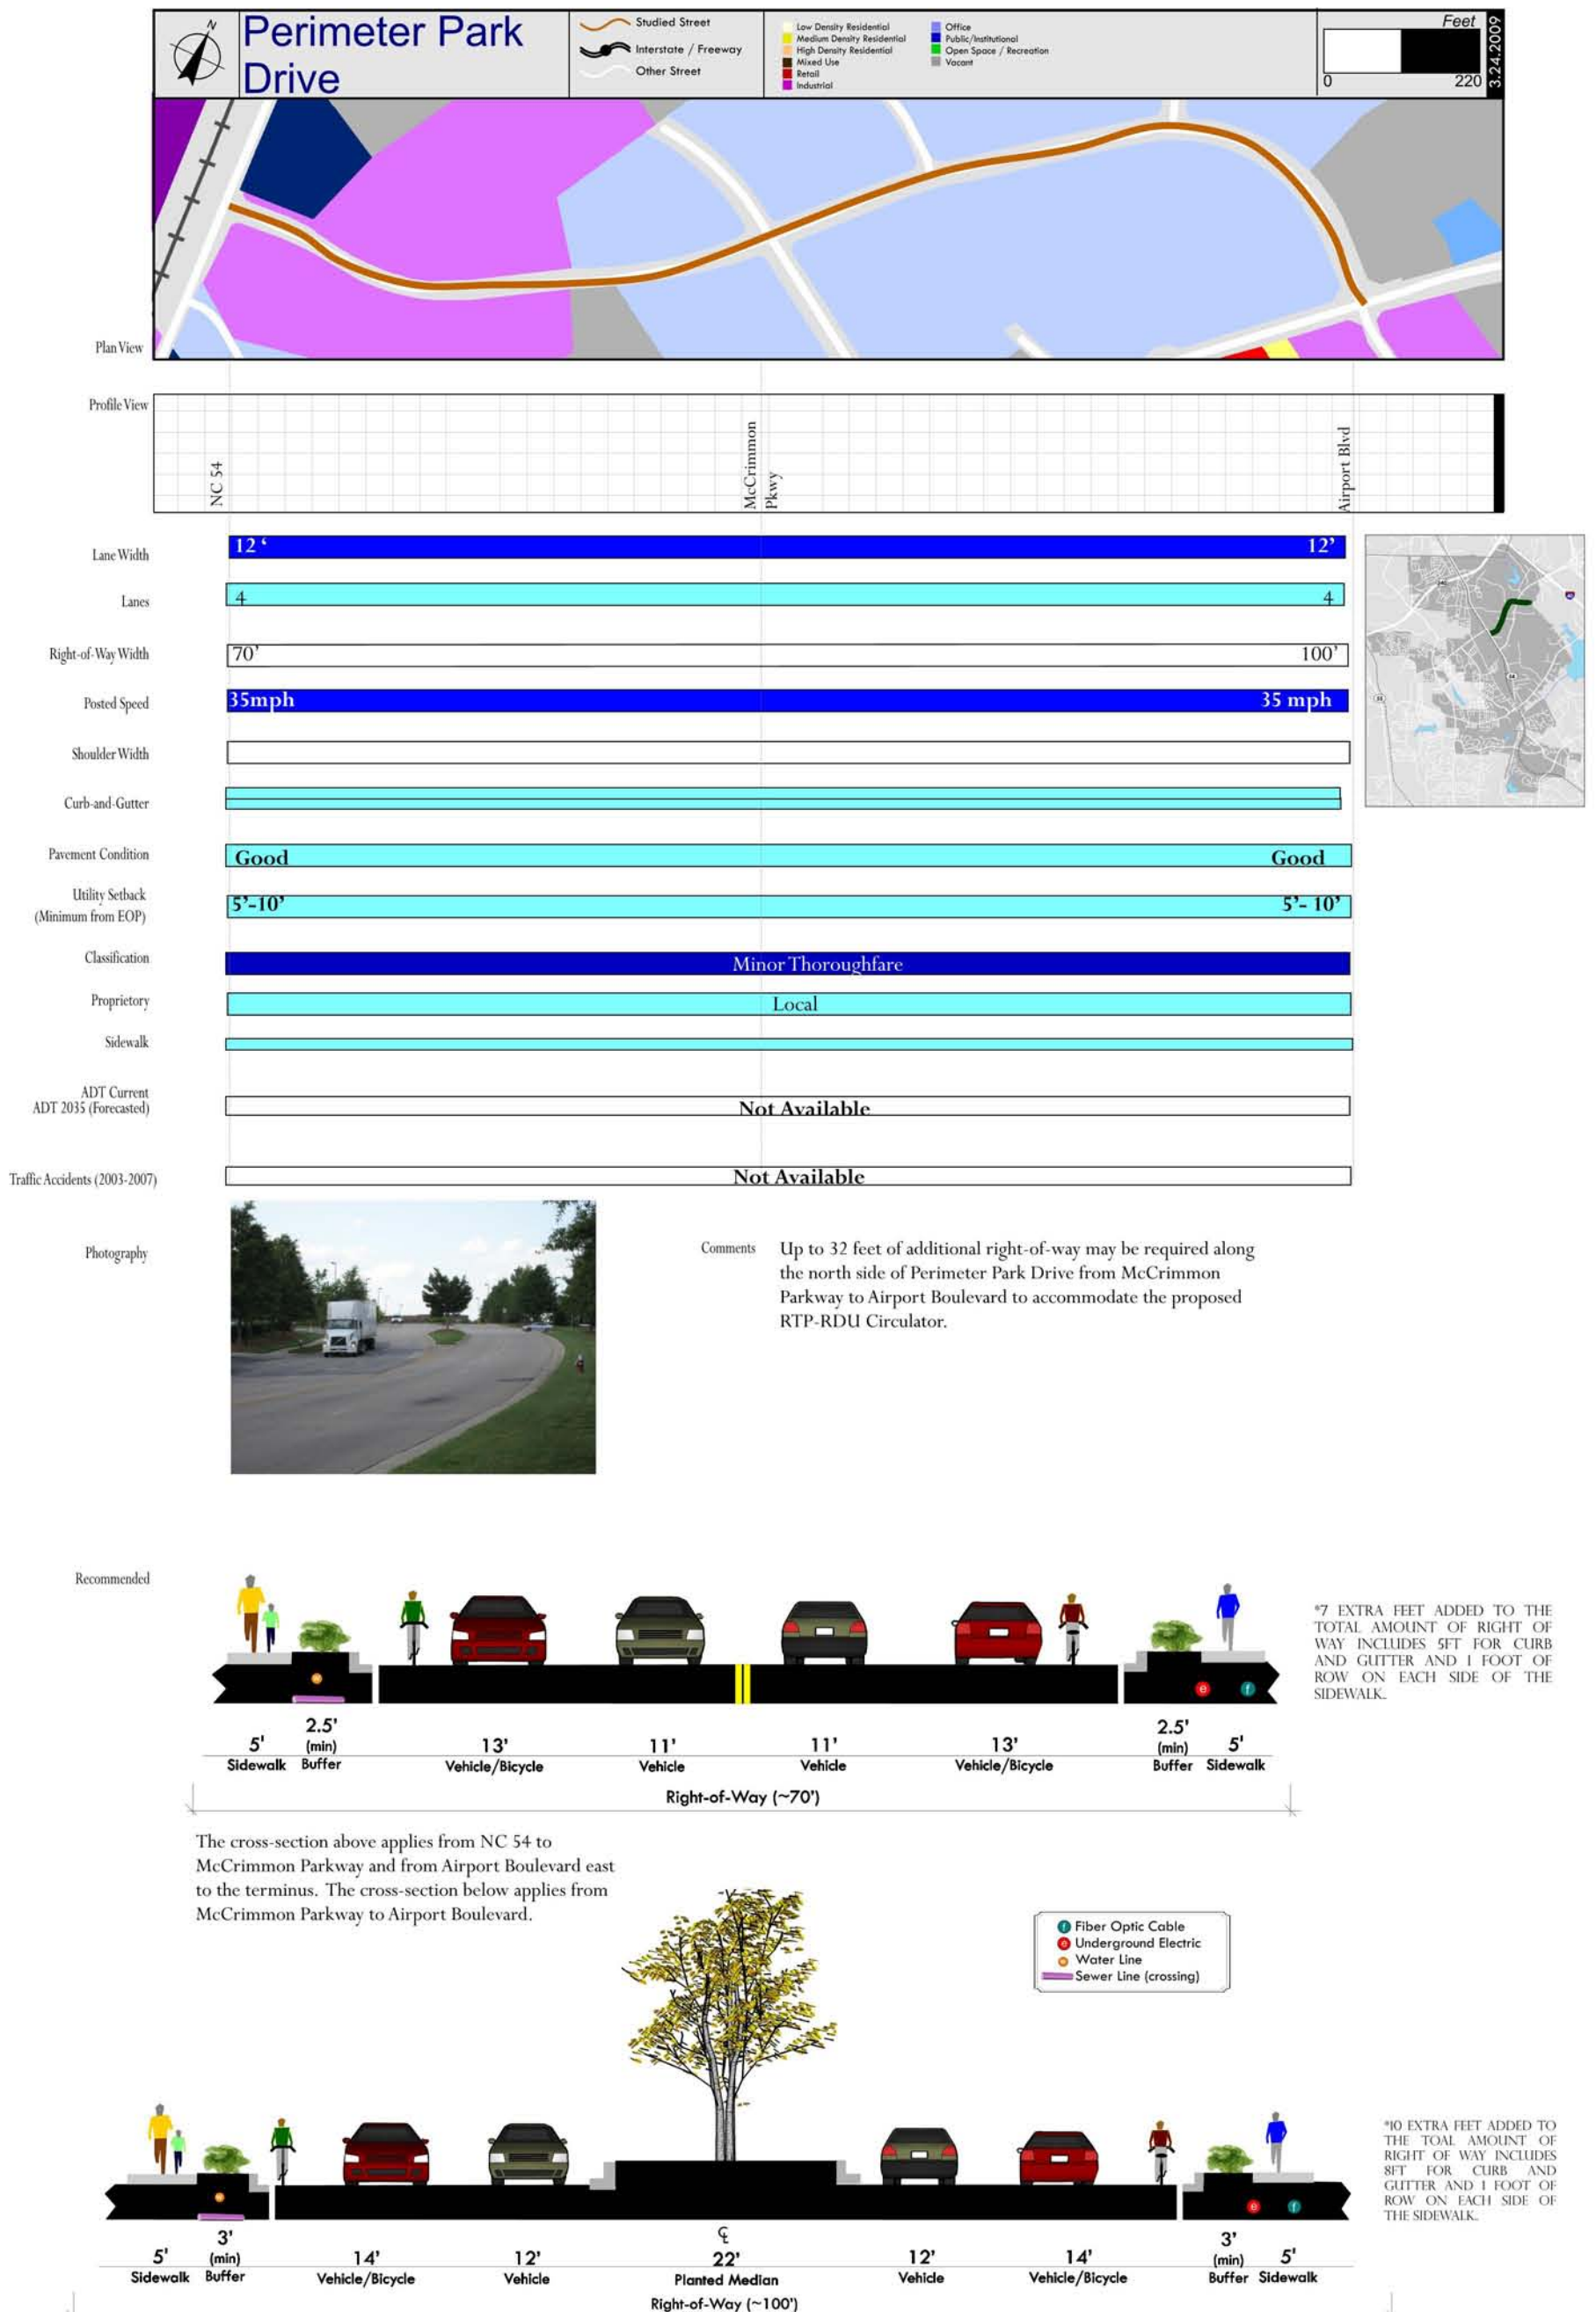 N
Perimeter Park
Drive
Studied Street
Interstate / Freeway
Other Street
Low Density Residential
Medium Density Residential
High Density Residential
Mixed Use
Retail
Industrial
Office
Public/Institutional
Open Space / Recreation
Vacant
Feet
0 220
3.24.2009
Plan View
Profile View
NC 54
McCrimmon
Pkwy
Airport Blvd
Lane Width
12 ‘ 12’
Lanes
4 4
Right-of-Way Width
70’ 100’
Posted Speed
35mph 35 mph
Shoulder Width
Curb-and-Gutter
Pavement Condition
Good Good
Utility Setback
(Minimum from EOP)
5’-10’ 5’- 10’
Classification
Minor Thoroughfare
Proprietory
Local
Sidewalk
ADT Current
ADT 2035 (Forecasted)
Not Available
Traffic Accidents (2003-2007)
Not Available
Photography
Comments
Up to 32 feet of additional right-of-way may be required along
the north side of Perimeter Park Drive from McCrimmon
Parkway to Airport Boulevard to accommodate the proposed
RTP-RDU Circulator.
Recommended
*7 EXTRA FEET ADDED TO THE
TOTAL AMOUNT OF RIGHT OF
WAY INCLUDES 5FT FOR CURB
AND GUTTER AND 1 FOOT OF
ROW ON EACH SIDE OF THE
SIDEWALK.
e f
5' 2.5' 13' 11' 11' 13' 2.5' 5'
(min) (min)
Sidewalk Buffer Vehicle/Bicycle Vehicle Vehicle Vehicle/Bicycle Buffer Sidewalk
Right-of-Way (~70')
The cross-section above applies from NC 54 to
McCrimmon Parkway and from Airport Boulevard east
to the terminus. The cross-section below applies from
McCrimmon Parkway to Airport Boulevard.
f Fiber Optic Cable
e Underground Electric
w Water Line
Sewer Line (crossing)
*10 EXTRA FEET ADDED TO
THE TOAL AMOUNT OF
RIGHT OF WAY INCLUDES
8FT FOR CURB AND
GUTTER AND 1 FOOT OF
ROW ON EACH SIDE OF
THE SIDEWALK.
e f
5' 3' 14' 12' ℄ 22' 12' 14' 3' 5'
(min) (min)
Sidewalk Buffer Vehicle/Bicycle Vehicle Planted Median Vehicle Vehicle/Bicycle Buffer Sidewalk
Right-of-Way (~100')